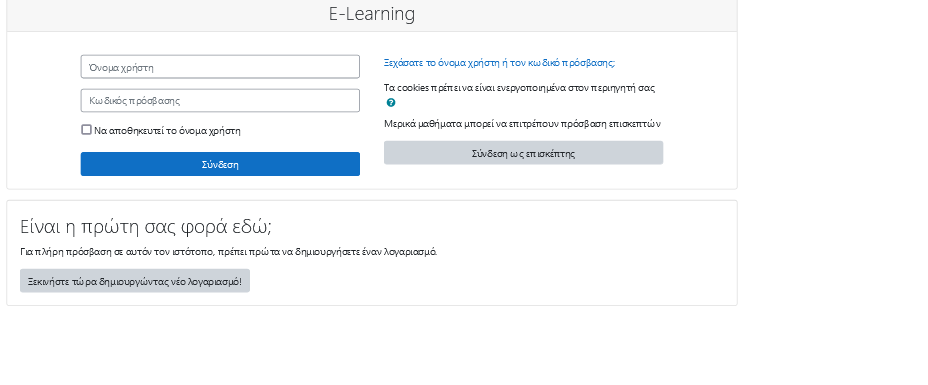 E-Learning
Όνομα χρήστη
Κωδικός πρόσβασης
Να αποθηκευτεί το όνομα χρήστη
Σύνδεση
Ξεχάσατε το όνομα χρήστη ή τον κωδικό πρόσβασης;
Τα cookies πρέπει να είναι ενεργοποιημένα στον περιηγητή σας
?
Μερικά μαθήματα μπορεί να επιτρέπουν πρόσβαση επισκεπτών
Σύνδεση ως επισκέπτης
Είναι η πρώτη σας φορά εδώ;
Για πλήρη πρόσβαση σε αυτόν τον ιστότοπο, πρέπει πρώτα να δημιουργήσετε έναν λογαριασμό.
Ξεκινήστε τώρα δημιουργώντας νέο λογαριασμό!